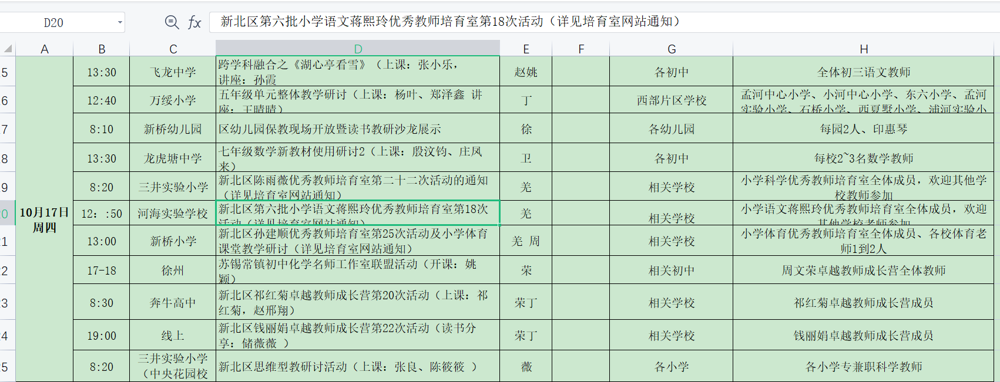 D20 fx 新北区第六批小学语文蒋熙玲优秀教师培育室第18次活动（详见培育室网站通知）
A B C D E F G H
10月17日
周四
5 13:30 飞龙中学 跨学科融合之《湖心亭看雪》（上课：张小乐，
讲座：孙霞 赵姚 各初中 全体初三语文教师
6 12:40 万绥小学 五年级单元整体教学研讨（上课：杨叶、郑泽鑫 讲
座：王晴晴） 丁 西部片区学校 孟河中心小学、小河中心小学、东六小学、孟河
实验小学、石桥小学、西夏墅小学、浦河实验小
7 8:10 新桥幼儿园 区幼儿园保教现场开放暨读书教研沙龙展示 徐 各幼儿园 每园2人、印惠琴
8 13:30 龙虎塘中学 七年级数学新教材使用研讨2（上课：殷汶钧、庄凤
来） 卫 各初中 每校2~3名数学教师
9 8:20 三井实验小学 新北区陈雨薇优秀教师培育室第二十二次活动的通知
（详见培育室网站通知） 羌 相关学校 小学科学优秀教师培育室全体成员，欢迎其他学
校教师参加
0 12：:50 河海实验学校 新北区第六批小学语文蒋熙玲优秀教师培育室第18次
活动（详见培育室网站通知） 羌 相关学校 小学语文蒋熙玲优秀教师培育室全体成员，欢迎
其他学校老师参加
1 13:00 新桥小学 新北区孙建顺优秀教师培育室第25次活动及小学体育
课堂教学研讨（详见培育室网站通知） 羌 周 相关学校 小学体育优秀教师培育室全体成员、各校体育老
师1到2人
2 17-18 徐州 苏锡常镇初中化学名师工作室联盟活动（开课：姚
颖） 荣 相关初中 周文荣卓越教师成长营全体教师
3 8:30 奔牛高中 新北区祁红菊卓越教师成长营第20次活动（上课：祁
红菊，赵邢翔） 荣丁 相关学校 祁红菊卓越教师成长营成员
4 19:00 线上 新北区钱丽娟卓越教师成长营第22次活动（读书分
享：储薇薇 ） 荣丁 相关学校 钱丽娟卓越教师成长营成员
5 8:20 三井实验小学
（中央花园校 新北区思维型教研讨活动（上课：张良、陈筱筱 ） 薇 各小学 各小学专兼职科学教师